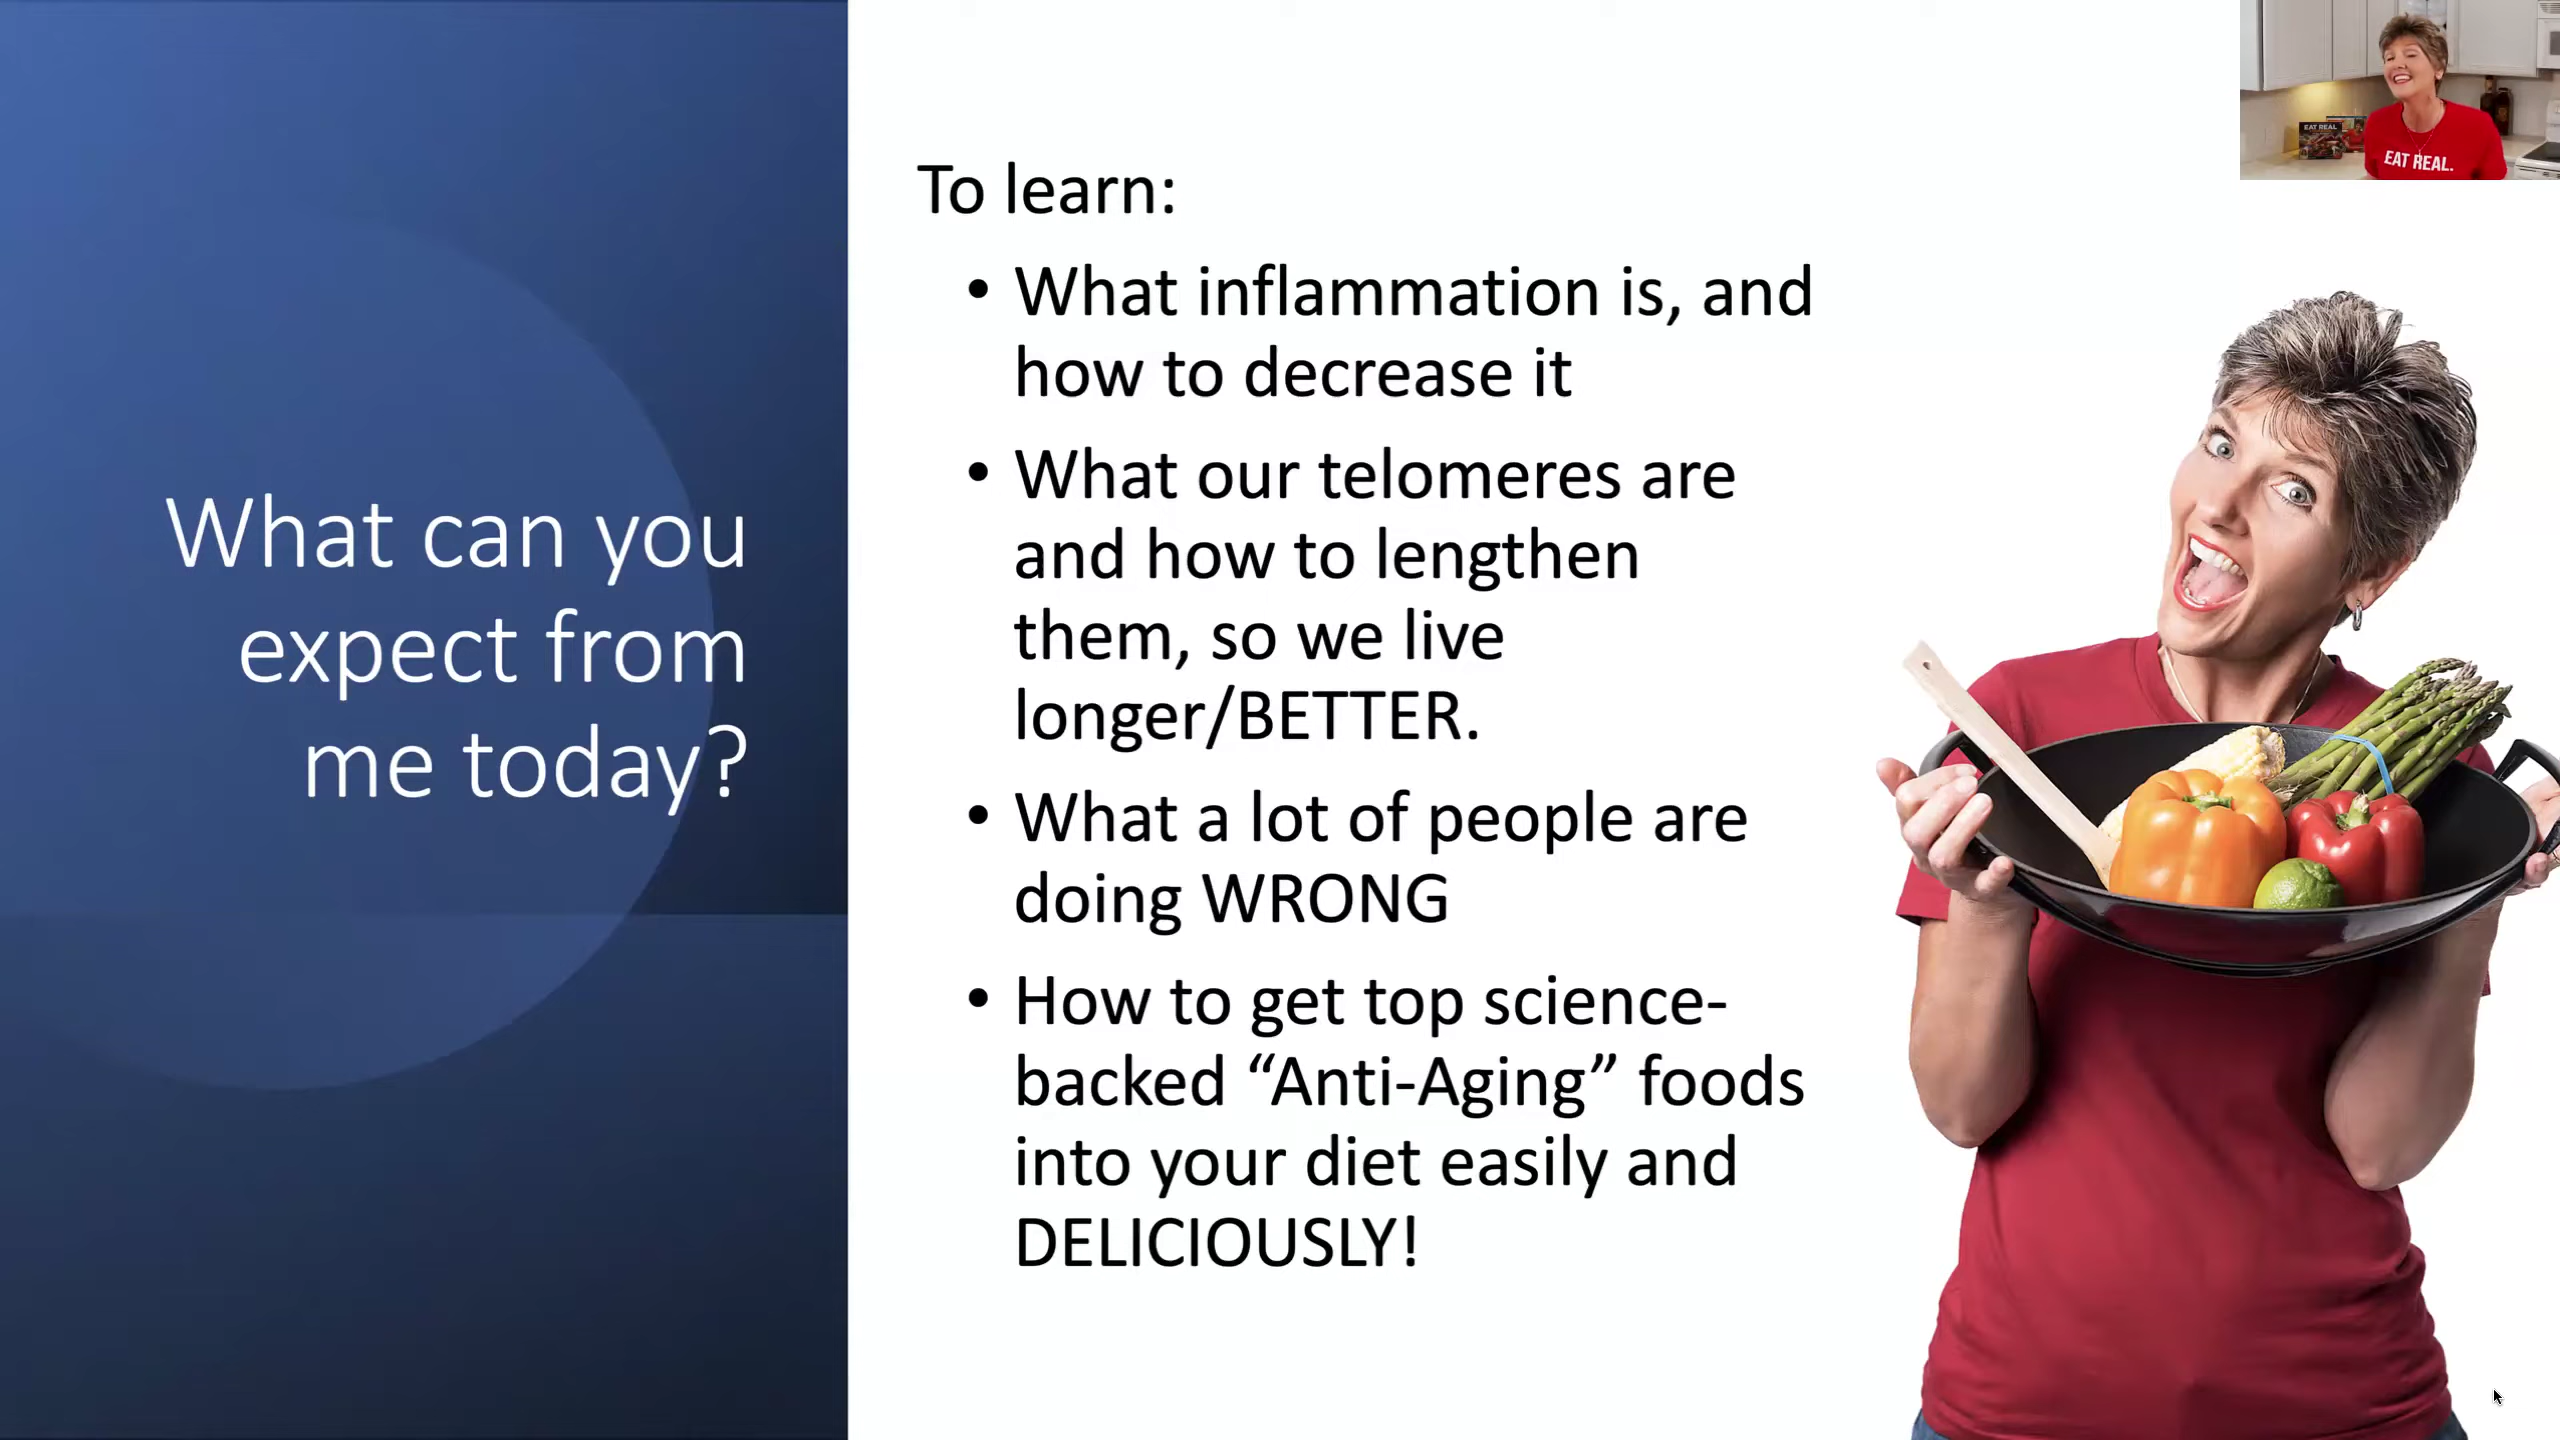 What can you
expect from
me today?
To learn:
• What inflammation is, and
how to decrease it
• What our telomeres are
and how to lengthen
them, so we live
longer/BETTER.
• What a lot of people are
doing WRONG
• How to get top science-
backed “Anti-Aging” foods
into your diet easily and
DELICIOUSLY!
EAT REAL
EAT REAL.